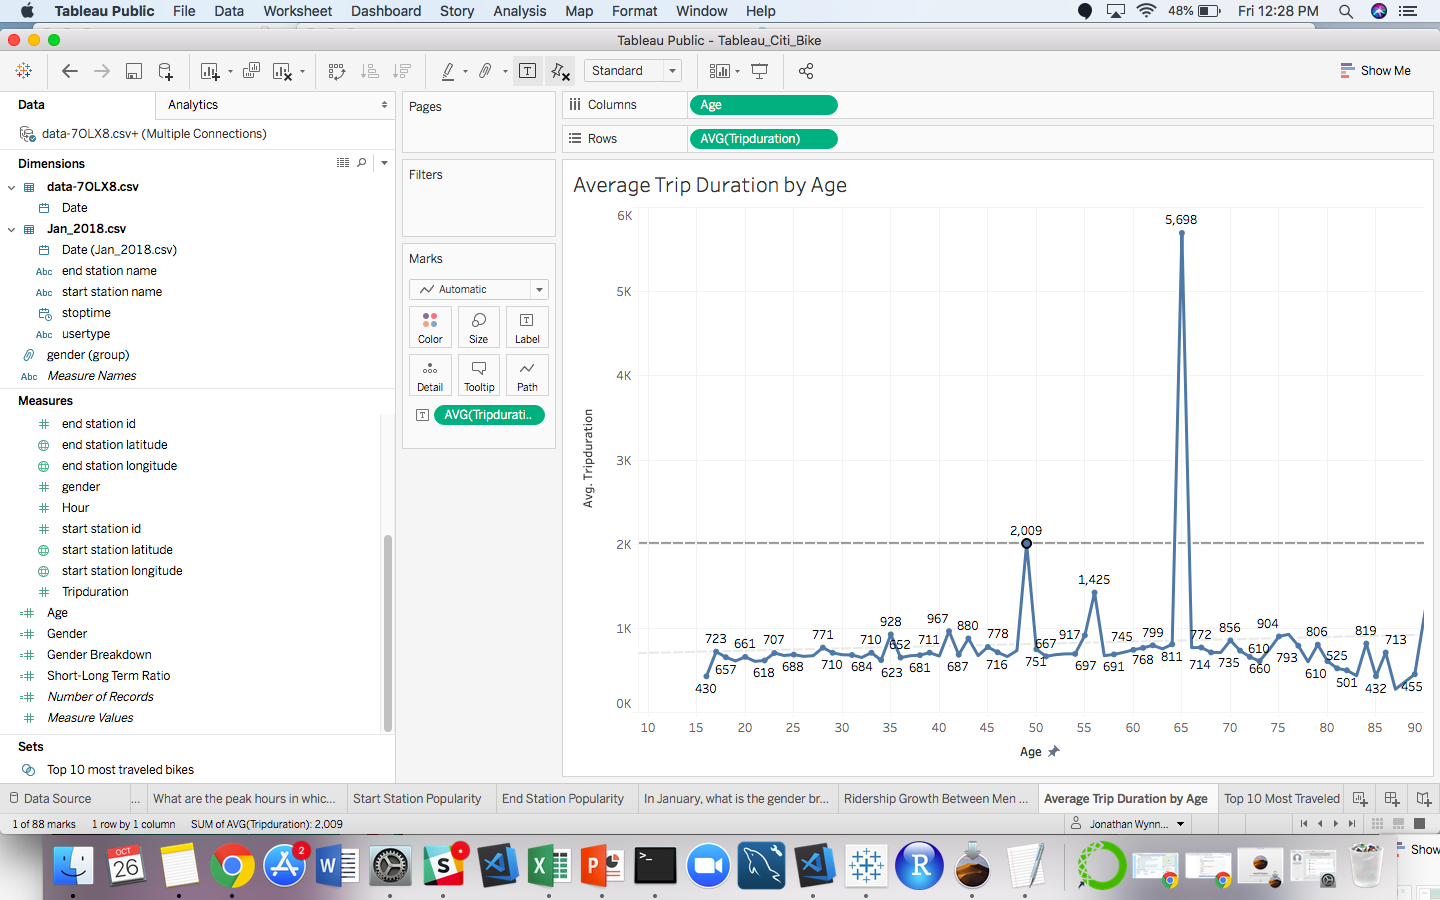 Tableau Public File Data Worksheet Dashboard Story Analysis Map Format Window Help 48% Fri 12:28 PM
Tableau Public - Tableau_Citi_Bike
Standard Show Me
Data Analytics
data-7OLX8.csv+ (Multiple Connections)
Dimensions
data-7OLX8.csv
Date
Jan_2018.csv
Date (Jan_2018.csv)
Abc end station name
Abc start station name
stoptime
Abc usertype
gender (group)
Abc Measure Names
Measures
end station id
end station latitude
end station longitude
gender
Hour
start station id
start station latitude
start station longitude
Tripduration
Age
Gender
Gender Breakdown
Short-Long Term Ratio
Number of Records
Measure Values
Sets
Top 10 most traveled bikes
Pages
Filters
Marks
Automatic
Color Size Label
Detail Tooltip Path
AVG(Tripdurati..
Columns Age
Rows AVG(Tripduration)
Average Trip Duration by Age
6K
5K
4K
3K
2K
1K
0K
Avg. Tripduration
5,698
2,009
1,425
928 967 880
723 661 707 771 710 652 711 778 667 917 745 799 772 856 904 610 806 525 819 713
657 618 688 710 684 623 681 687 716 751 697 691 768 811 714 735 660 793 610 501 432 455
430
10 15 20 25 30 35 40 45 50 55 60 65 70 75 80 85 90
Age
Data Source ... What are the peak hours in whic... Start Station Popularity End Station Popularity In January, what is the gender br... Ridership Growth Between Men ... Average Trip Duration by Age Top 10 Most Traveled
1 of 88 marks 1 row by 1 column SUM of AVG(Tripduration): 2,009 Jonathan Wynn...
OCT
26
2
Show